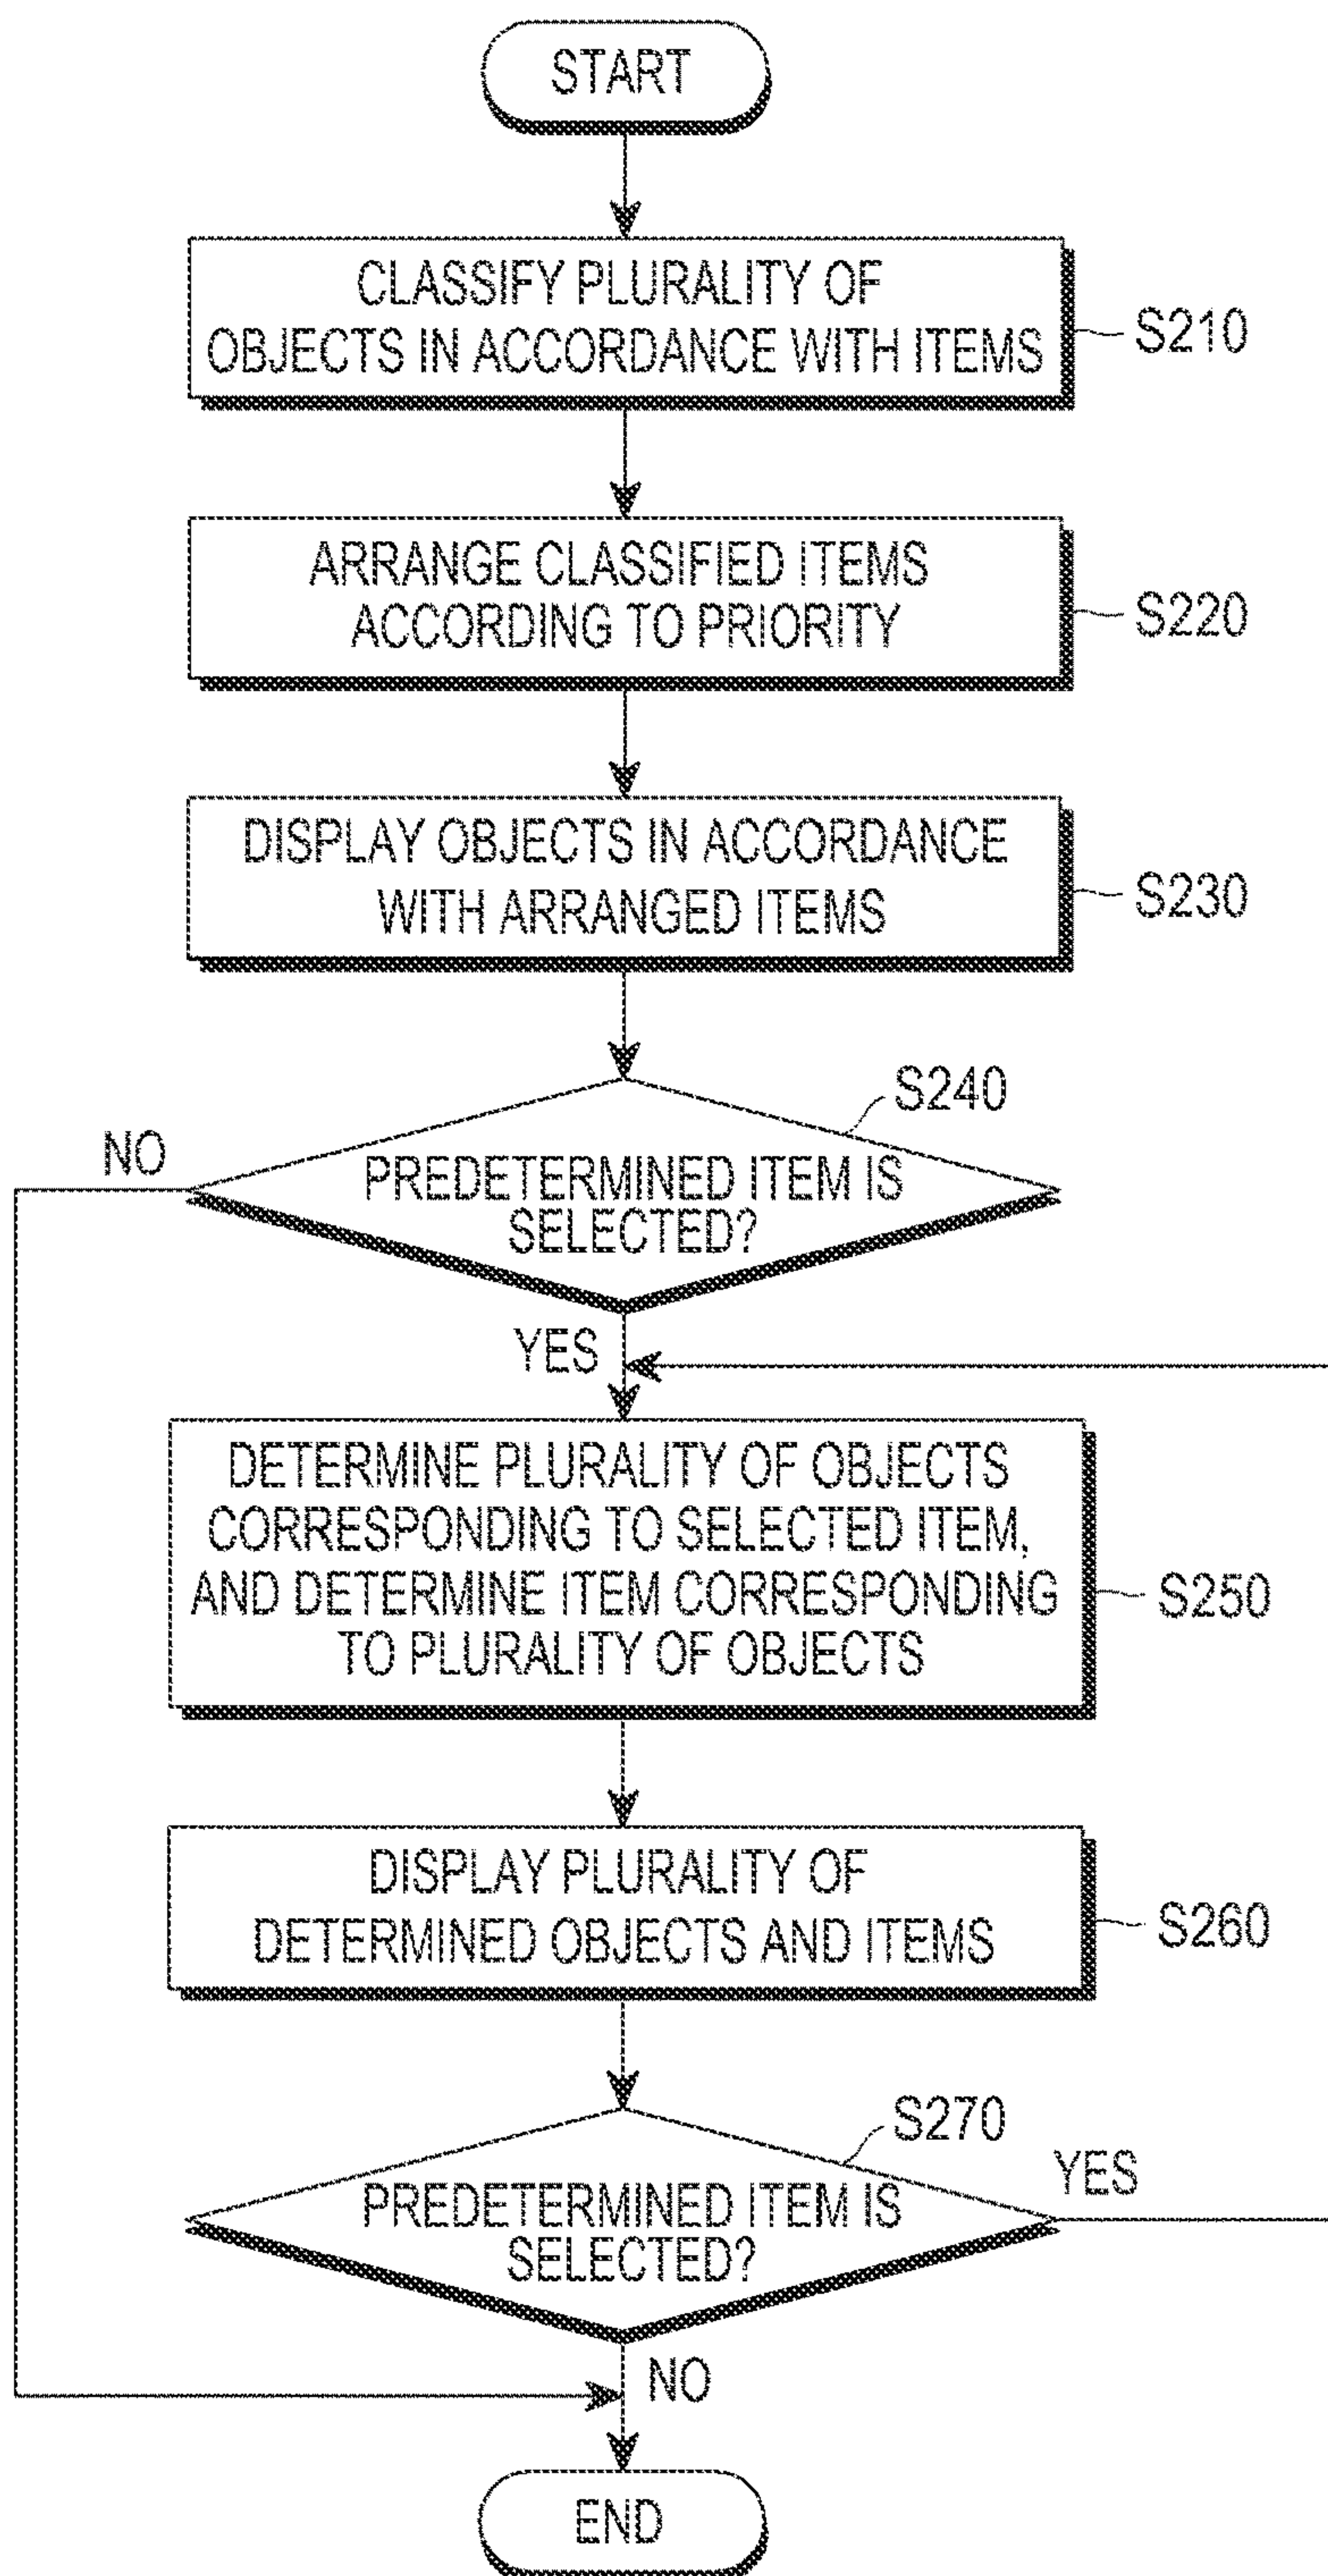 START
CLASSIFY PLURALITY OF
OBJECTS IN ACCORDANCE WITH ITEMS
S210
ARRANGE CLASSIFIED ITEMS
ACCORDING TO PRIORITY
S220
DISPLAY OBJECTS IN ACCORDANCE
WITH ARRANGED ITEMS
S230
S240
NO
PREDETERMINED ITEM IS
SELECTED?
YES
DETERMINE PLURALITY OF OBJECTS
CORRESPONDING TO SELECTED ITEM,
AND DETERMINE ITEM CORRESPONDING
TO PLURALITY OF OBJECTS
S250
DISPLAY PLURALITY OF
DETERMINED OBJECTS AND ITEMS
S260
S270
YES
PREDETERMINED ITEM IS
SELECTED?
NO
END